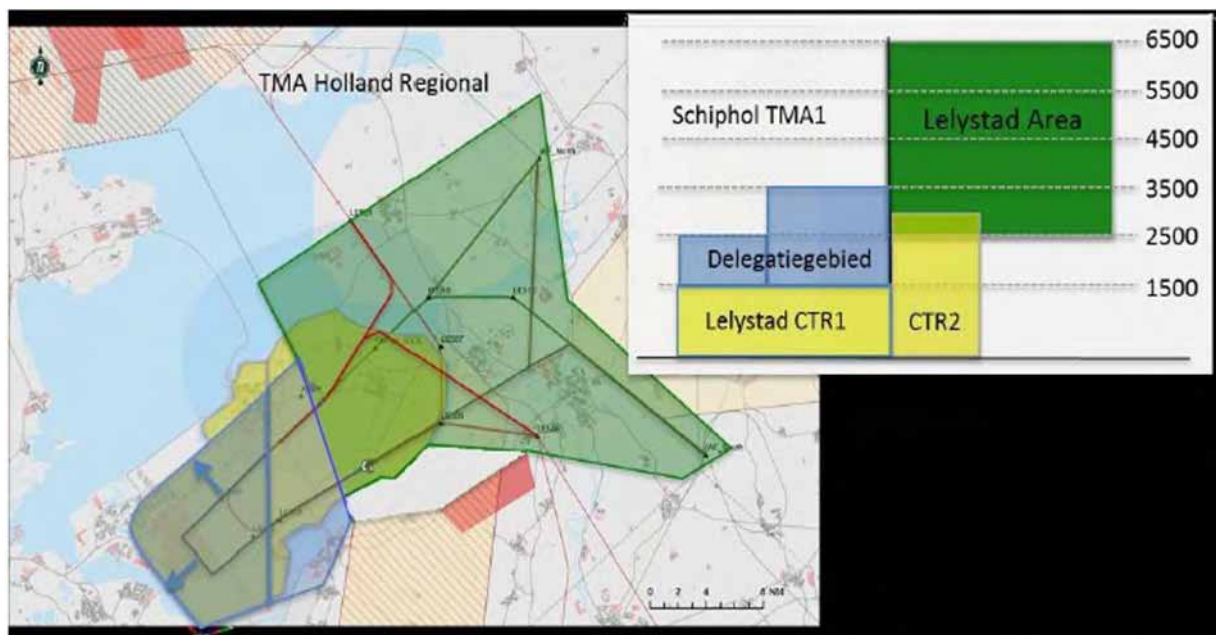 TMA Holland Regional
6500
5500
Schiphol TMA1
Lelystad Area
4500
3500
2500
Delegatiegebied
1500
Lelystad CTR1
CTR2
0 2 4 8 NM